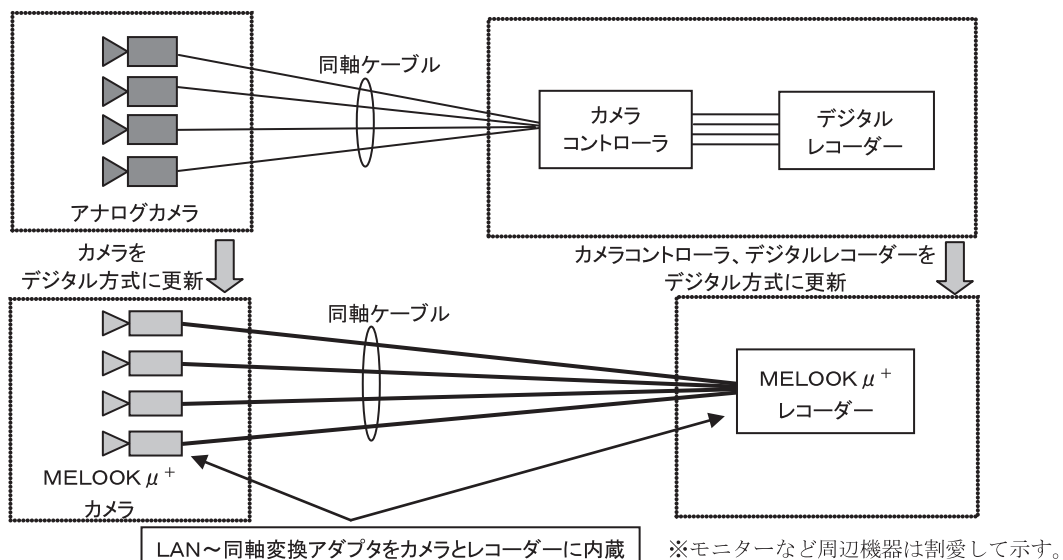 同軸ケーブル
カメラ
コントローラ
デジタル
レコーダー
アナログカメラ
カメラを
デジタル方式に更新
カメラコントローラ、デジタルレコーダーを
デジタル方式に更新
同軸ケーブル
MELOOK μ+
レコーダー
MELOOK μ+
カメラ
LAN～同軸変換アダプタをカメラとレコーダーに内蔵
※モニターなど周辺機器は割愛して示す。